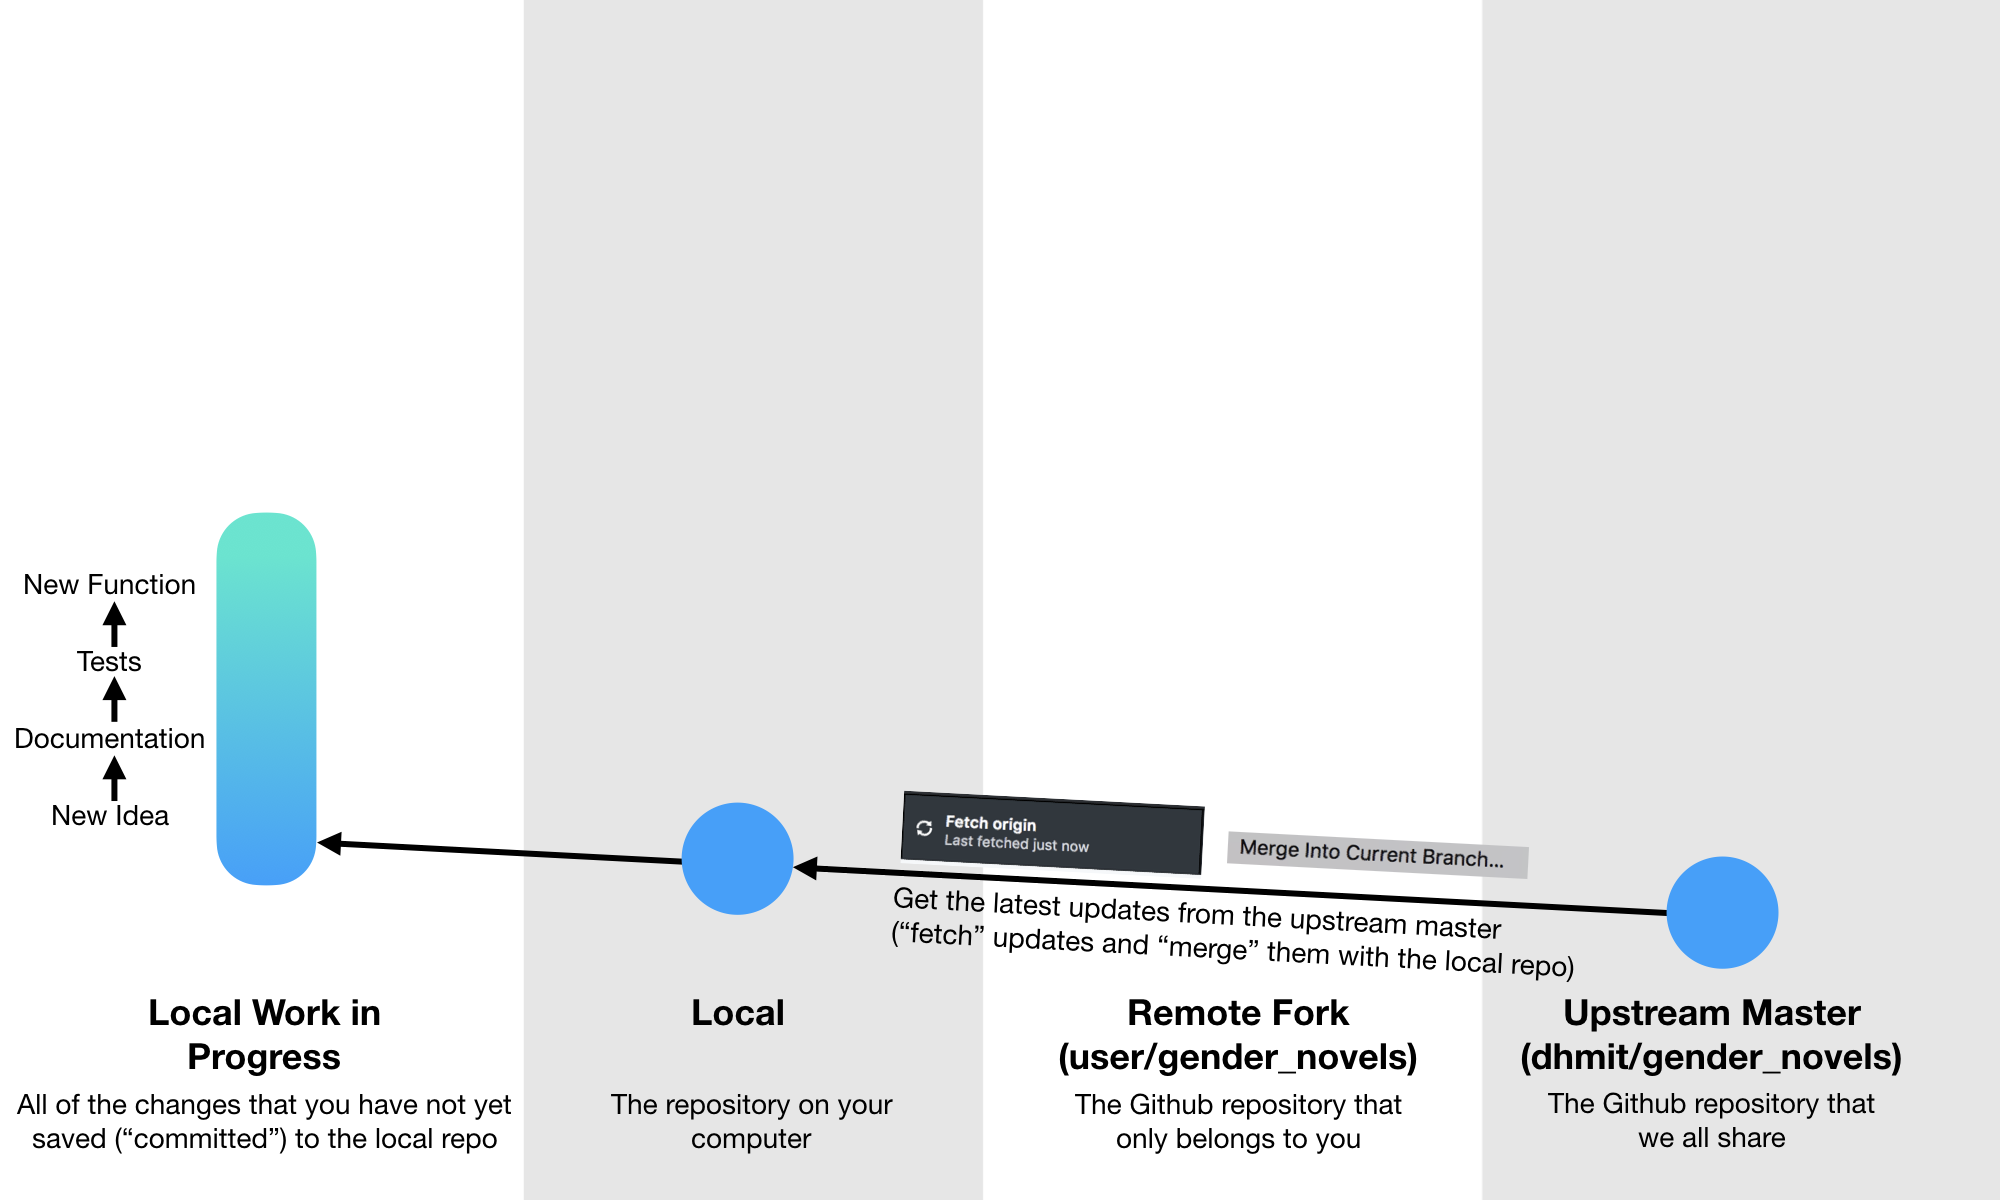 New Function
Tests
Documentation
New Idea
Fetch origin
Last fetched just now
Merge Into Current Branch...
Get the latest updates from the upstream master
(“fetch” updates and “merge” them with the local repo)
Local Work in
Progress
All of the changes that you have not yet
saved (“committed”) to the local repo
Local
The repository on your
computer
Remote Fork
(user/gender_novels)
The Github repository that
only belongs to you
Upstream Master
(dhmit/gender_novels)
The Github repository that
we all share